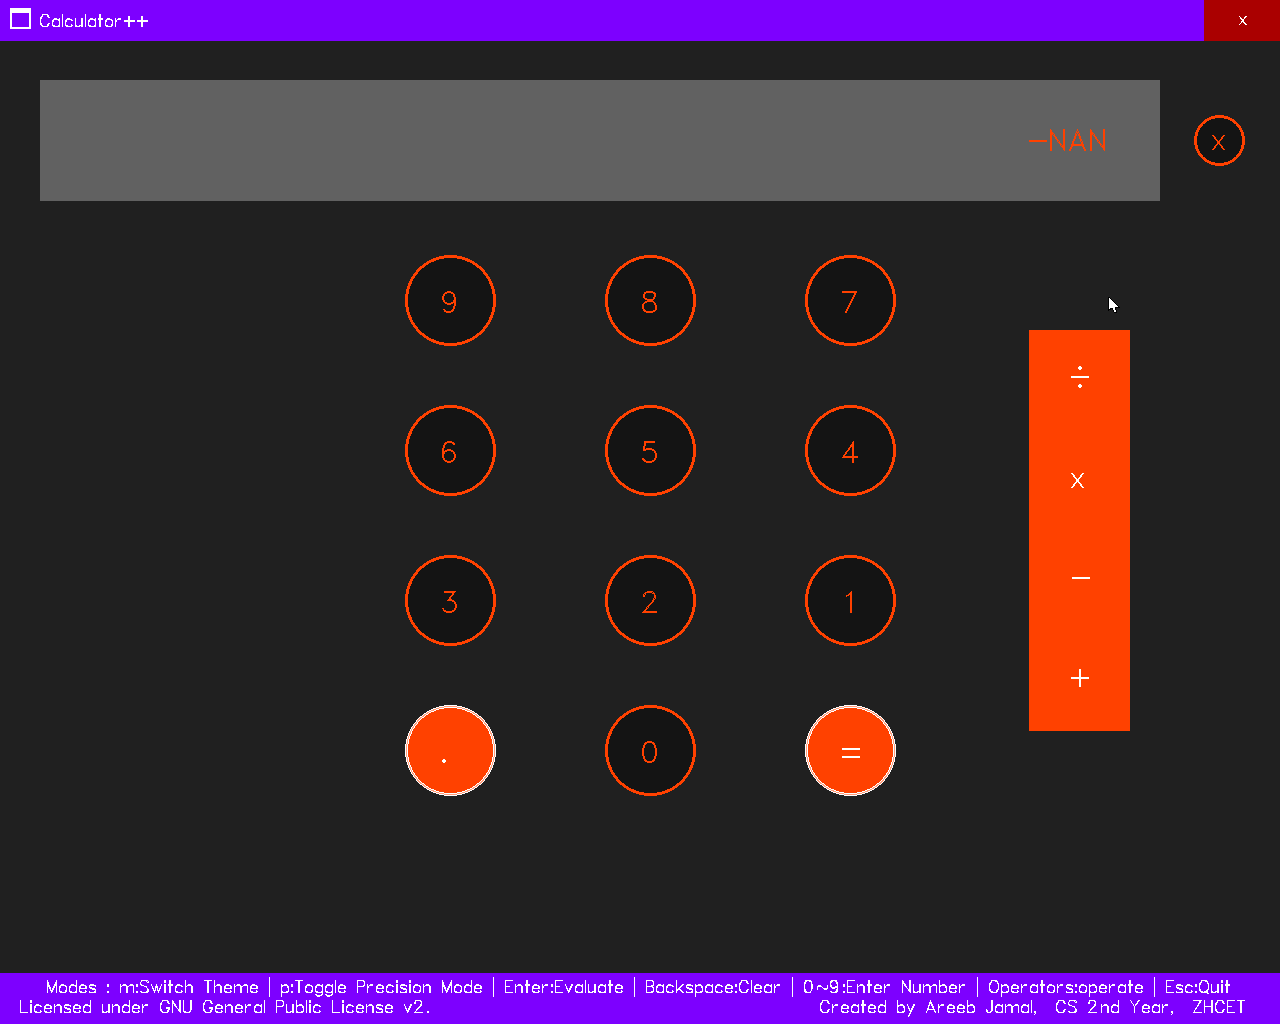 Calculator++ x
-NAN x
9 8 7
÷
6 5 4
x
-
3 2 1
+
. 0 =
Modes : m:Switch Theme | p:Toggle Precision Mode | Enter:Evaluate | Backspace:Clear | 0~9:Enter Number | Operators:operate | Esc:Quit
Licensed under GNU General Public License v2. Created by Areeb Jamal, CS 2nd Year, ZHCET